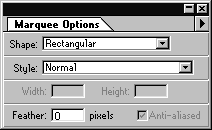 Marquee Options
Shape: Rectangular
Style: Normal
Width: Height:
Feather: 0 pixels Anti-aliased